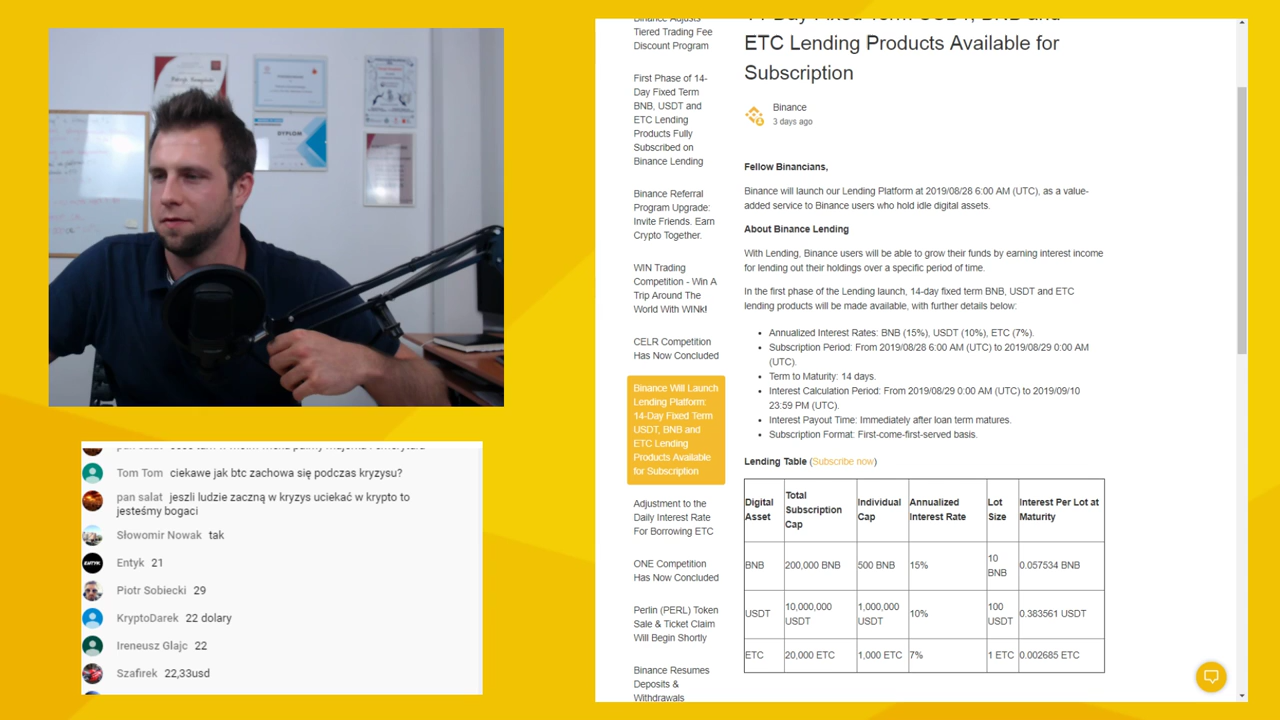 DYPLOM
Tom Tom ciekawe jak btc zachowa się podczas kryzysu?
pan sałat jeszli ludzie zaczną w kryzys uciekać w krypto to
jesteśmy bogaci
Słowomir Nowak tak
Entyk 21
Piotr Sobiecki 29
KryptoDarek 22 dolary
Ireneusz Głajc 22
Szafirek 22,33usd
Binance Adjusts
Tiered Trading Fee
Discount Program
First Phase of 14-
Day Fixed Term
BNB, USDT and
ETC Lending
Products Fully
Subscribed on
Binance Lending
Binance Referral
Program Upgrade:
Invite Friends. Earn
Crypto Together.
WIN Trading
Competition - Win A
Trip Around The
World With WINk!
CELR Competition
Has Now Concluded
Binance Will Launch
Lending Platform:
14-Day Fixed Term
USDT, BNB and
ETC Lending
Products Available
for Subscription
Adjustment to the
Daily Interest Rate
For Borrowing ETC
ONE Competition
Has Now Concluded
Perlin (PERL) Token
Sale & Ticket Claim
Will Begin Shortly
Binance Resumes
Deposits &
Withdrawals
14-Day Fixed Term USDT, BNB and
ETC Lending Products Available for
Subscription
Binance
3 days ago
Fellow Binancians,
Binance will launch our Lending Platform at 2019/08/28 6:00 AM (UTC), as a value-
added service to Binance users who hold idle digital assets.
About Binance Lending
With Lending, Binance users will be able to grow their funds by earning interest income
for lending out their holdings over a specific period of time.
In the first phase of the Lending launch, 14-day fixed term BNB, USDT and ETC
lending products will be made available, with further details below:
• Annualized Interest Rates: BNB (15%), USDT (10%), ETC (7%).
• Subscription Period: From 2019/08/28 6:00 AM (UTC) to 2019/08/29 0:00 AM
(UTC).
• Term to Maturity: 14 days.
• Interest Calculation Period: From 2019/08/29 0:00 AM (UTC) to 2019/09/10
23:59 PM (UTC).
• Interest Payout Time: Immediately after loan term matures.
• Subscription Format: First-come-first-served basis.
Lending Table (Subscribe now)
Digital Asset Total Subscription Cap Individual Cap Annualized Interest Rate Lot Size Interest Per Lot at Maturity
BNB 200,000 BNB 500 BNB 15% 10 BNB 0.057534 BNB
USDT 10,000,000 USDT 1,000,000 USDT 10% 100 USDT 0.383561 USDT
ETC 20,000 ETC 1,000 ETC 7% 1 ETC 0.002685 ETC